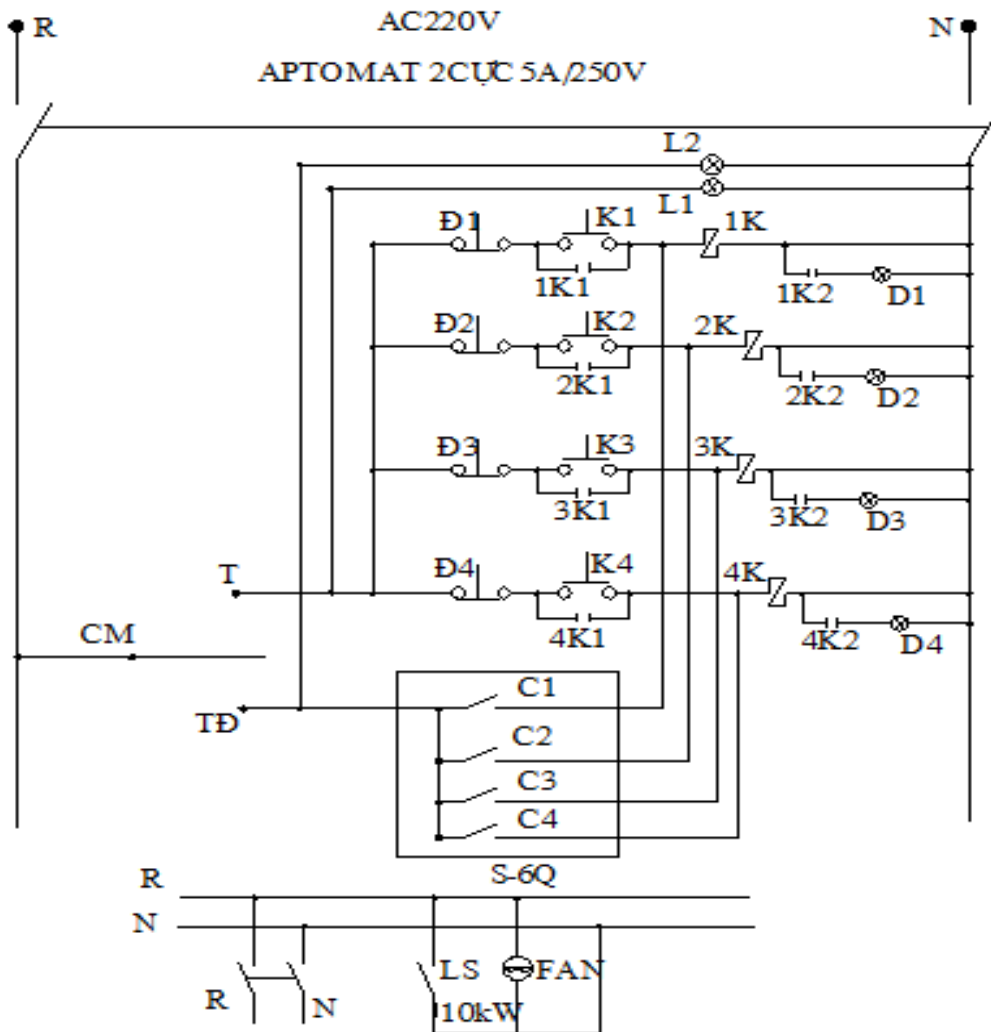 R AC220V N
APTOMAT 2CỰC 5A/250V
L2
L1
Đ1 K1 1K
1K1 1K2 D1
Đ2 K2 2K
2K1 2K2 D2
Đ3 K3 3K
3K1 3K2 D3
T Đ4 K4 4K
4K1 4K2 D4
CM
TĐ C1
C2
C3
C4
S-6Q
R
N
R N LS FAN
10kW